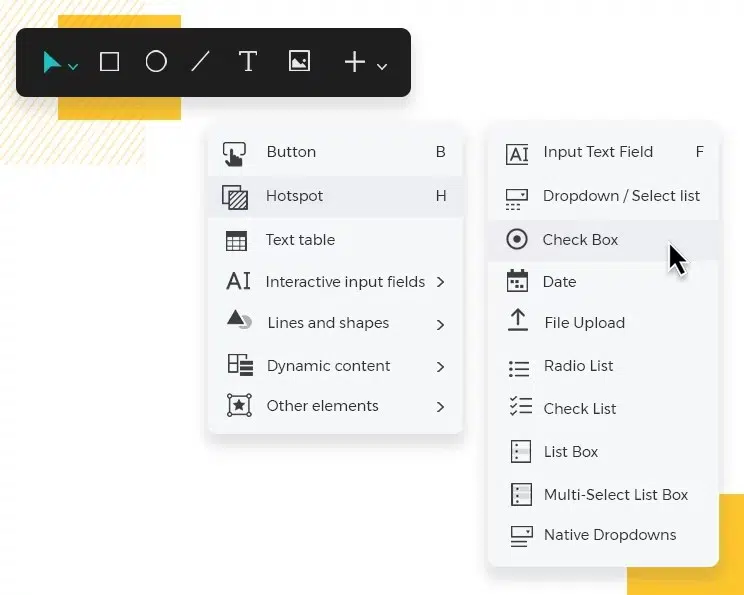 T
Button B
Hotspot H
Text table
AI Interactive input fields
Lines and shapes
Dynamic content
Other elements
AI Input Text Field F
Dropdown / Select list
Check Box
Date
File Upload
Radio List
Check List
List Box
Multi-Select List Box
Native Dropdowns